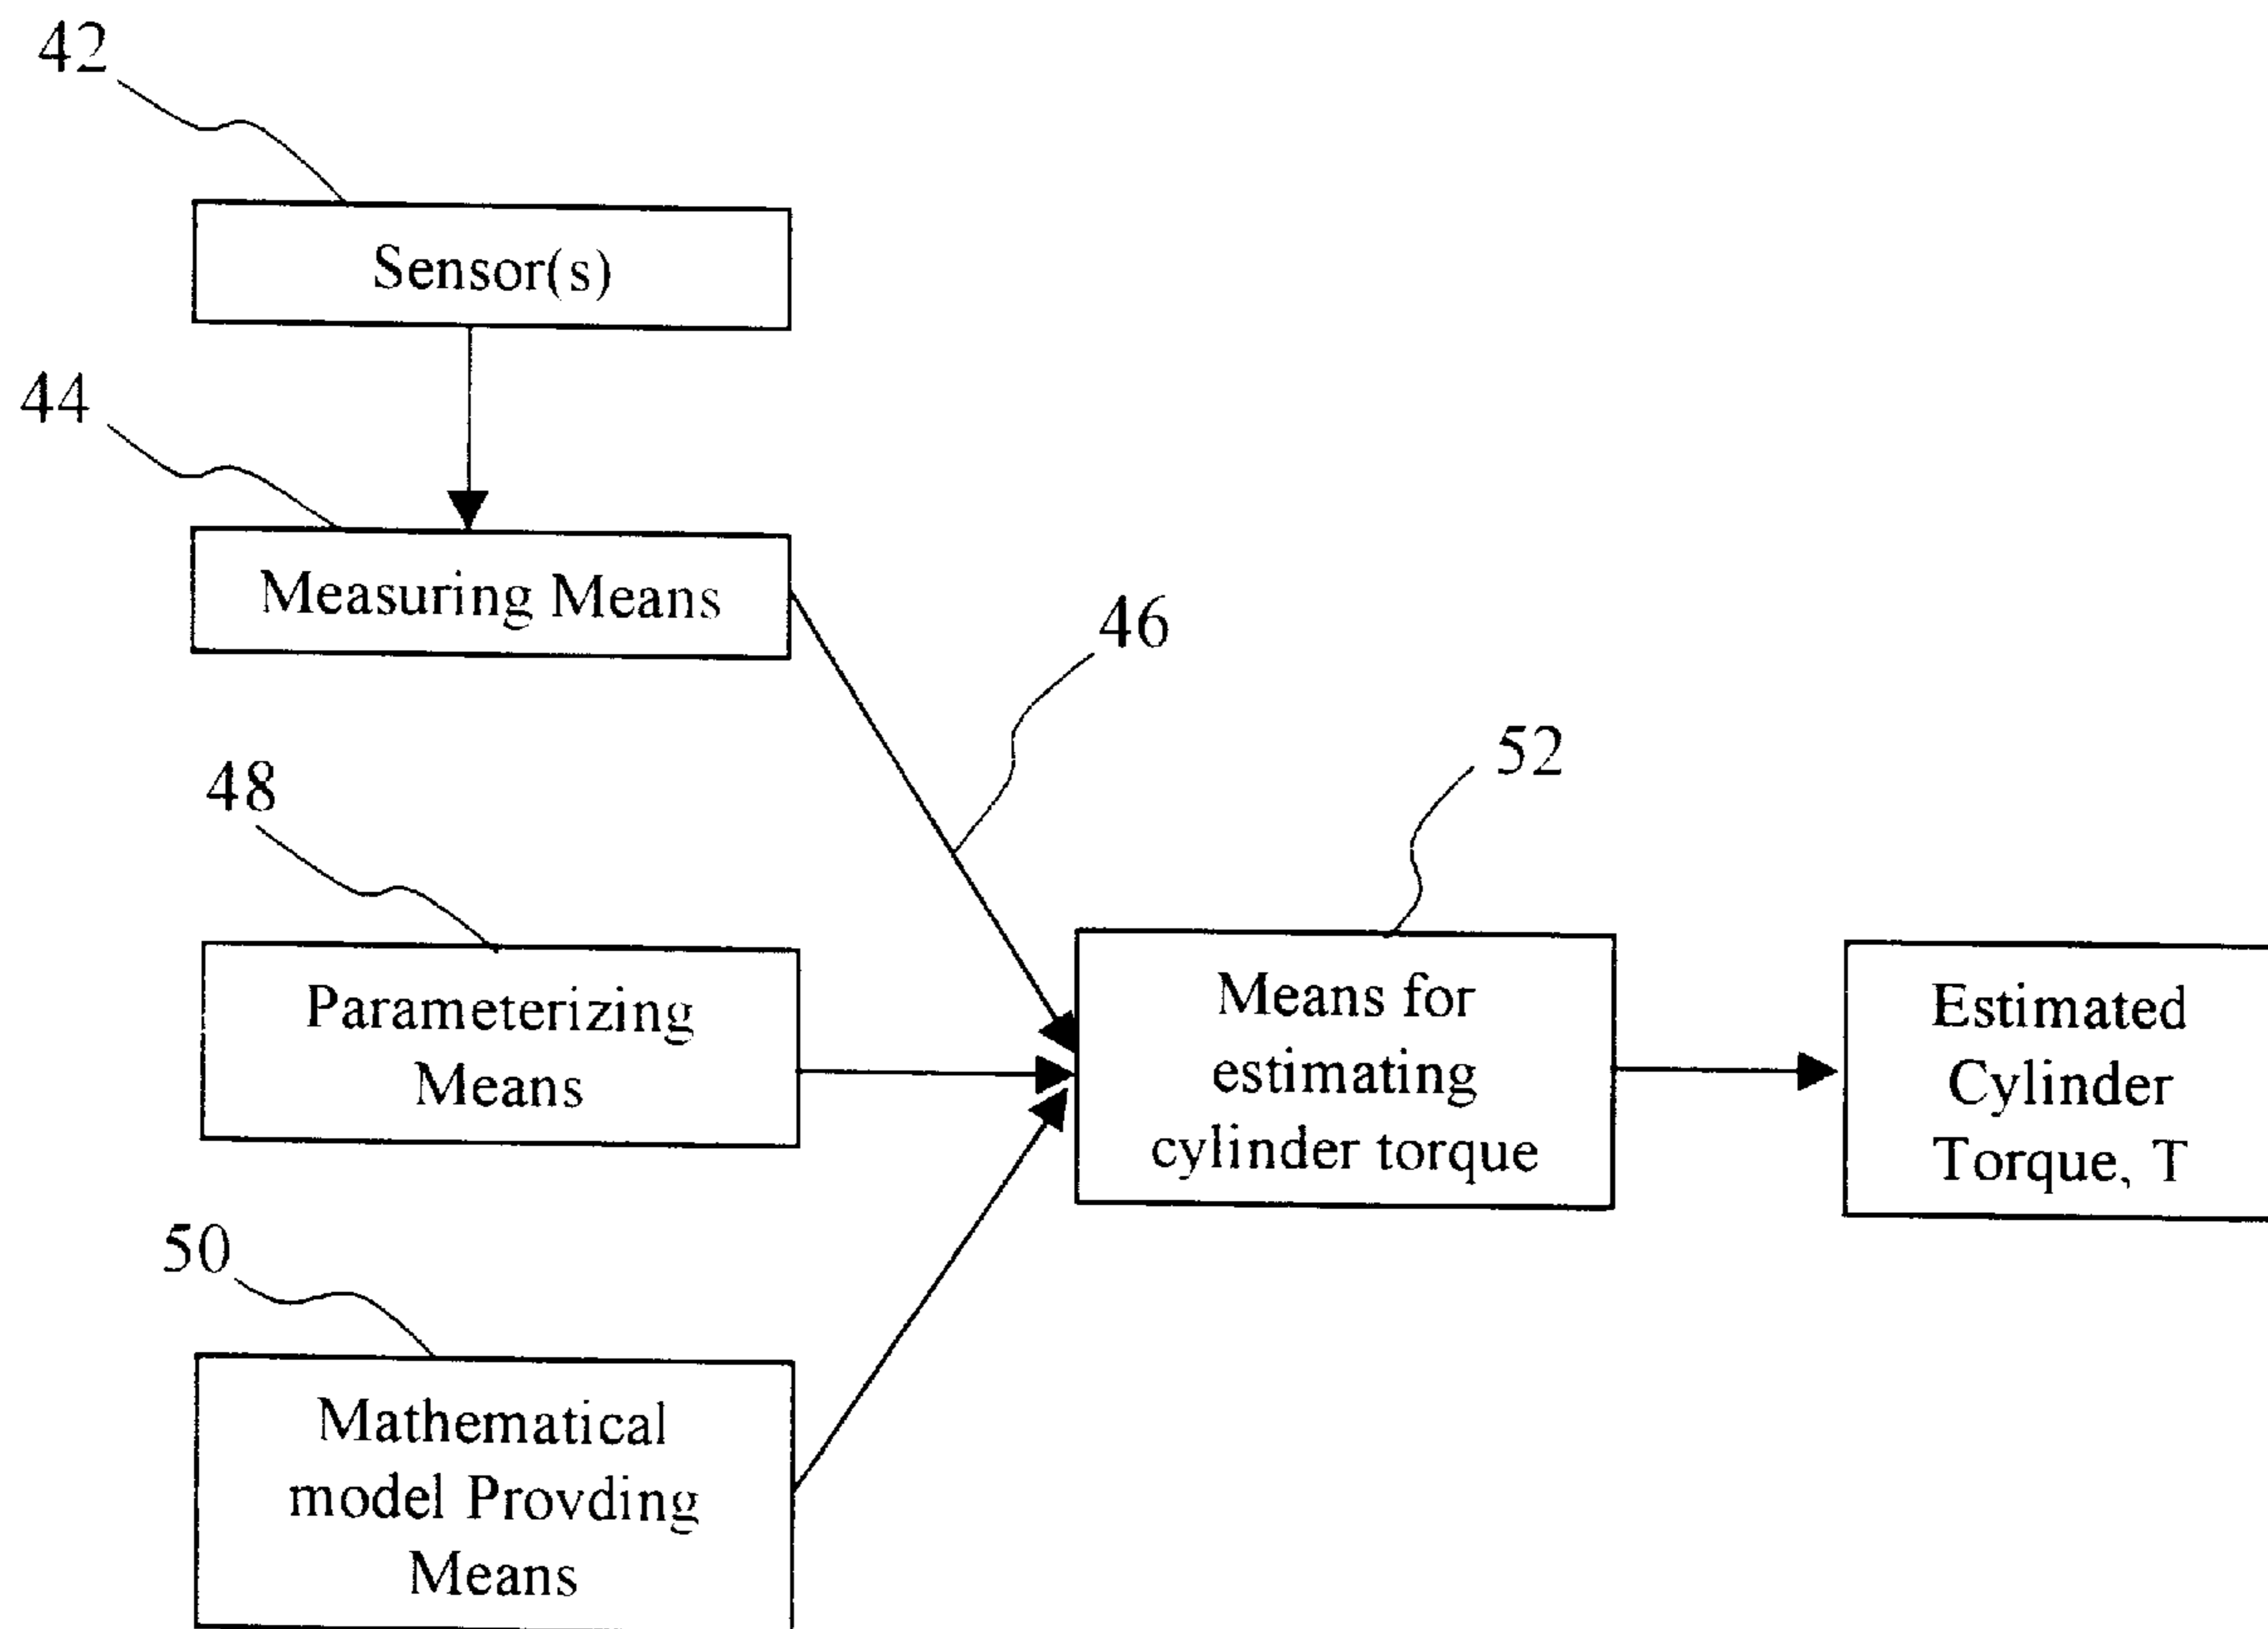 42
Sensor(s)
44
Measuring Means
46
48
Parameterizing
Means
52
Means for
estimating
cylinder torque
Estimated
Cylinder
Torque, T
50
Mathematical
model Provding
Means